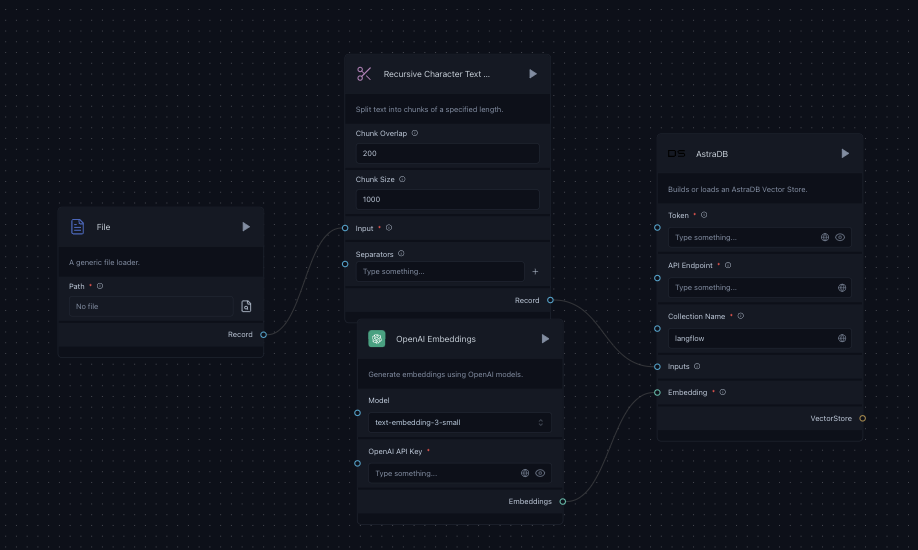 File
A generic file loader.
Path *
No file
Record
Recursive Character Text ...
Split text into chunks of a specified length.
Chunk Overlap
200
Chunk Size
1000
Input *
Separators
Type something...
+
Record
OpenAI Embeddings
Generate embeddings using OpenAI models.
Model
text-embedding-3-small
OpenAI API Key *
Type something...
Embeddings
DS
AstraDB
Builds or loads an AstraDB Vector Store.
Token *
Type something...
API Endpoint *
Type something...
Collection Name *
langflow
Inputs
Embedding *
VectorStore